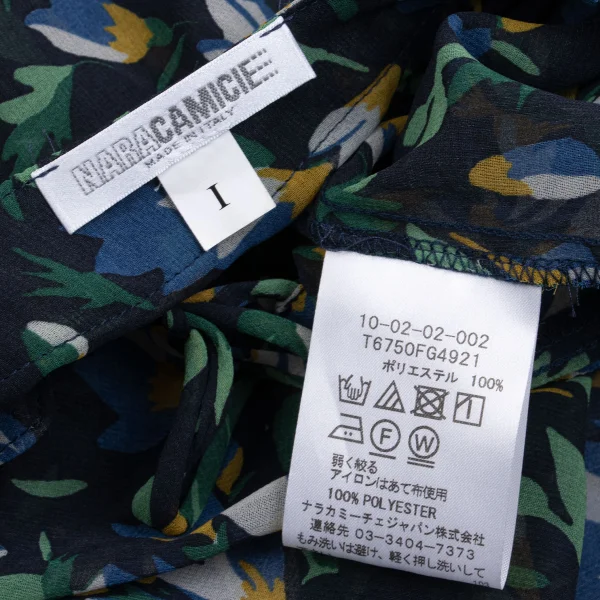 NARACAMICIE
MADE IN ITALY
I
10-02-02-002
T6750FG4921
ポリエステル 100%
F W
弱く絞る
アイロンはあて布使用
100% POLYESTER
ナラカミーチェジャパン株式会社
連絡先 03-3404-7373
もみ洗いは避け、軽く押し洗いして